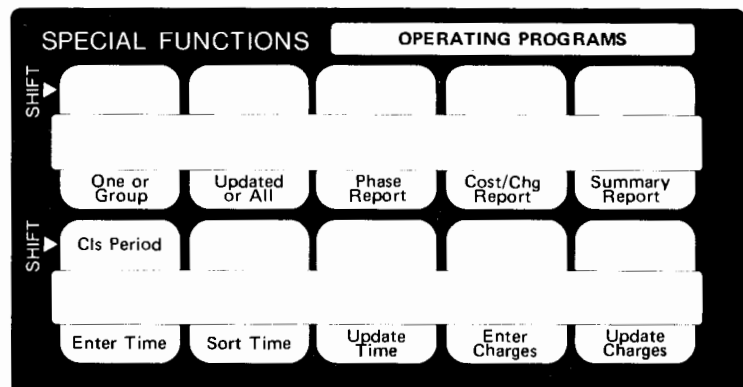 SPECIAL FUNCTIONS
OPERATING PROGRAMS
SHIFT
One or
Group
Updated
or All
Phase
Report
Cost/Chg
Report
Summary
Report
SHIFT
Cls Period
Enter Time
Sort Time
Update
Time
Enter
Charges
Update
Charges